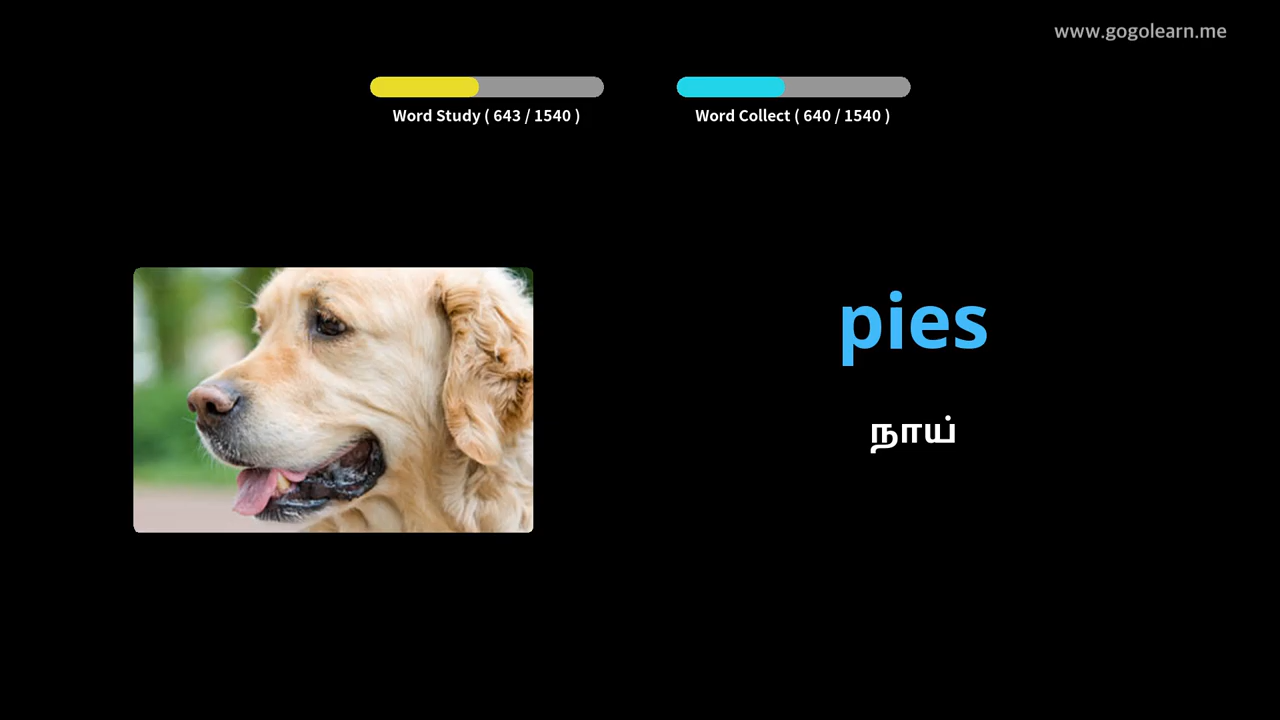 www.gogolearn.me
Word Study ( 643 / 1540 )
Word Collect ( 640 / 1540 )
pies
நாய்